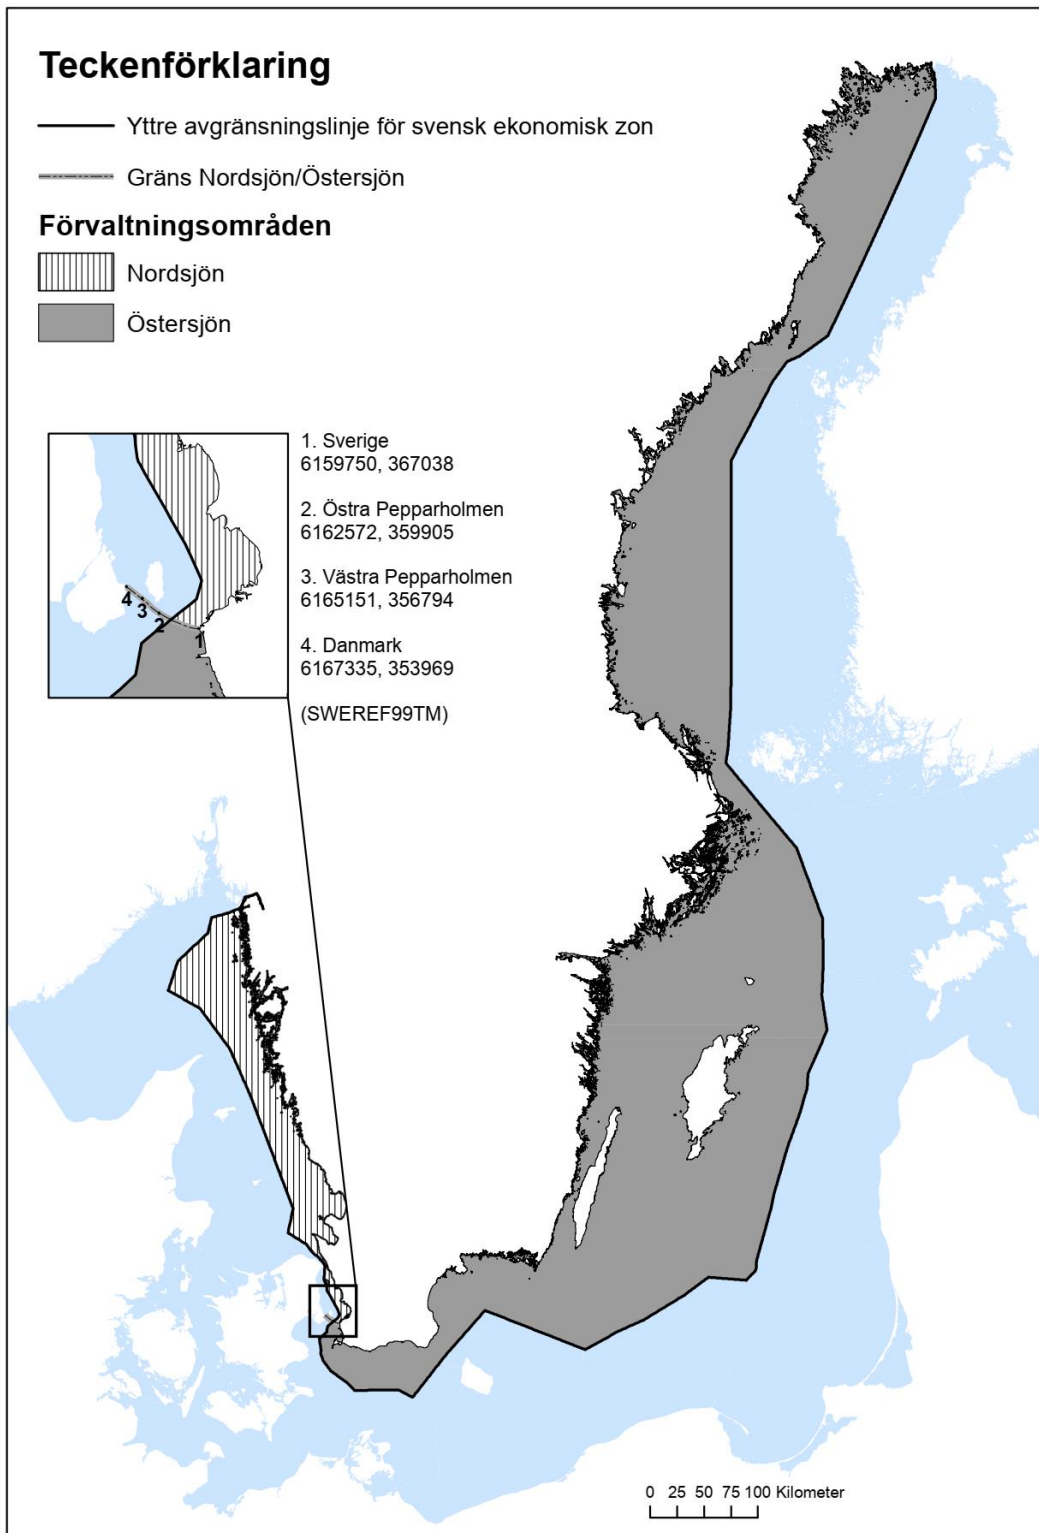 Teckenförklaring
Yttre avgränsningslinje för svensk ekonomisk zon
Gräns Nordsjön/Östersjön
Förvaltningsområden
Nordsjön
Östersjön
1. Sverige
6159750, 367038
2. Östra Pepparholmen
6162572, 359905
3. Västra Pepparholmen
6165151, 356794
4. Danmark
6167335, 353969
(SWEREF99TM)
4
3
2
1
0 25 50 75 100 Kilometer